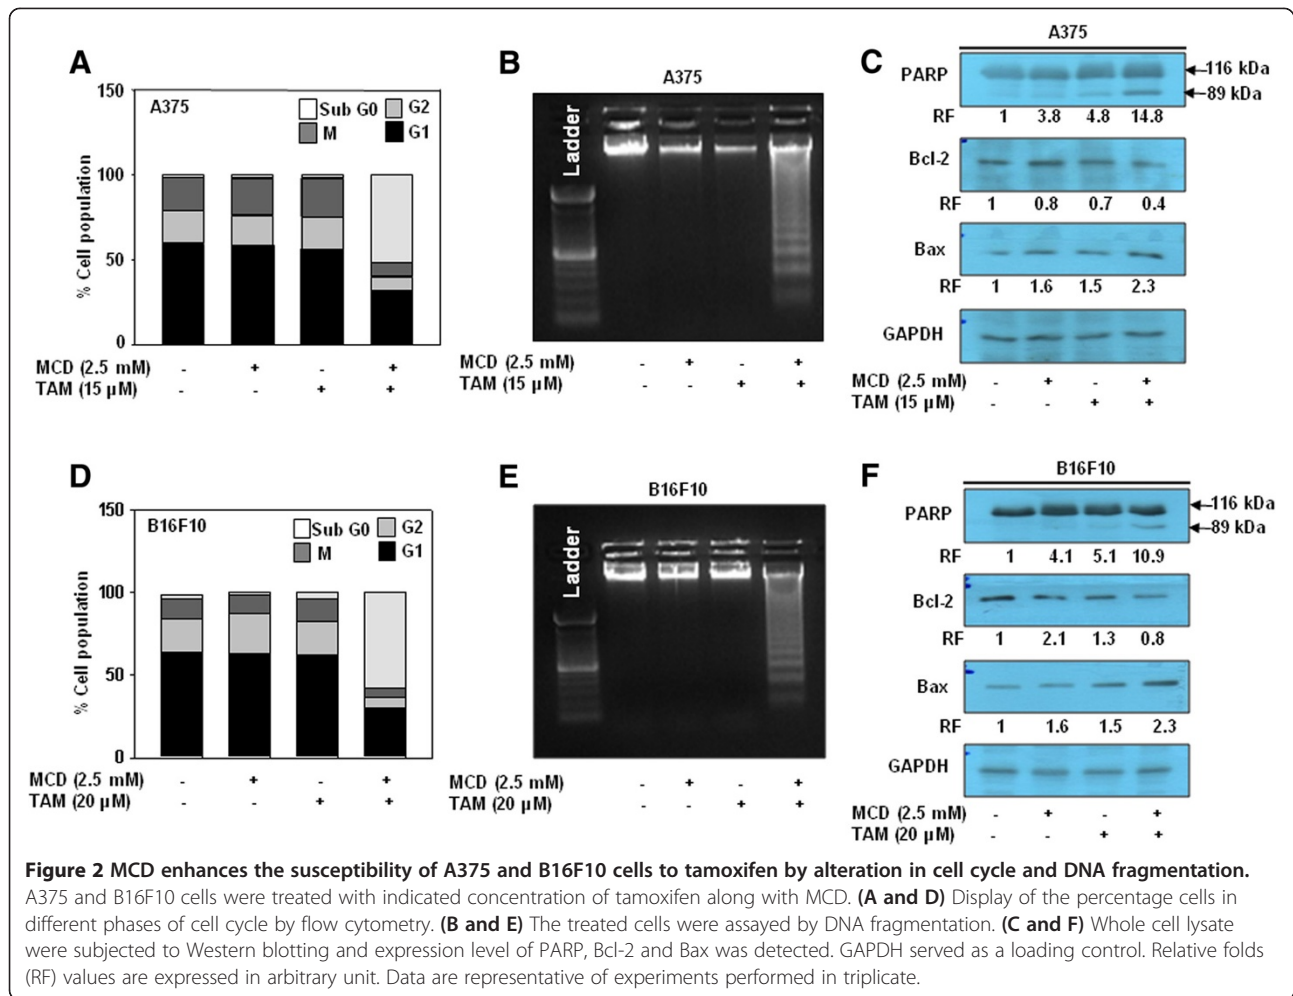 A
150
100
50
0
% Cell population
A375
Sub G0 G2
M G1
MCD (2.5 mM) - + - +
TAM (15 µM) - - + +
B
A375
Ladder
MCD (2.5 mM) - + - +
TAM (15 µM) - - + +
C
A375
PARP 116 kDa
89 kDa
RF 1 3.8 4.8 14.8
Bcl-2
RF 1 0.8 0.7 0.4
Bax
RF 1 1.6 1.5 2.3
GAPDH
MCD (2.5 mM) - + - +
TAM (15 µM) - - + +
D
150
100
50
0
% Cell population
B16F10
Sub G0 G2
M G1
MCD (2.5 mM) - + - +
TAM (20 µM) - - + +
E
B16F10
Ladder
MCD (2.5 mM) - + - +
TAM (20 µM) - - + +
F
B16F10
PARP 116 kDa
89 kDa
RF 1 4.1 5.1 10.9
Bcl-2
RF 1 2.1 1.3 0.8
Bax
RF 1 1.6 1.5 2.3
GAPDH
MCD (2.5 mM) - + - +
TAM (20 µM) - - + +
Figure 2 MCD enhances the susceptibility of A375 and B16F10 cells to tamoxifen by alteration in cell cycle and DNA fragmentation.
A375 and B16F10 cells were treated with indicated concentration of tamoxifen along with MCD. (A and D) Display of the percentage cells in
different phases of cell cycle by flow cytometry. (B and E) The treated cells were assayed by DNA fragmentation. (C and F) Whole cell lysate
were subjected to Western blotting and expression level of PARP, Bcl-2 and Bax was detected. GAPDH served as a loading control. Relative folds
(RF) values are expressed in arbitrary unit. Data are representative of experiments performed in triplicate.